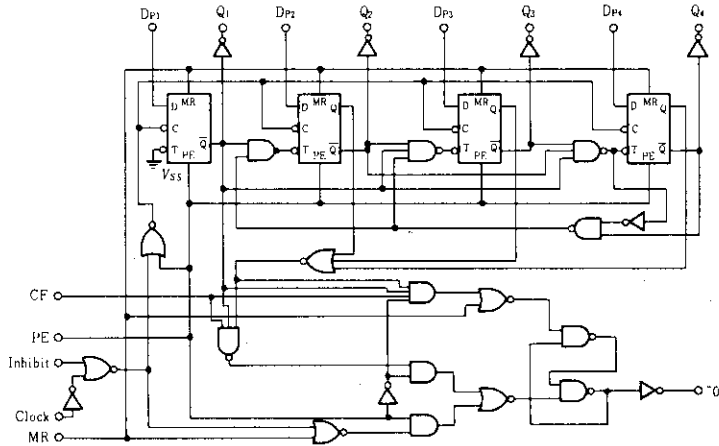 DP1 Q1 DP2 Q2 DP3 Q3 DP4 Q4
D MR D MR Q D MR Q D MR Q
C C C C
T Q̅ T Q̅ T Q̅ T Q̅
PE PE PE PE
VSS
CF
PE
Inhibit
Clock
MR
"0